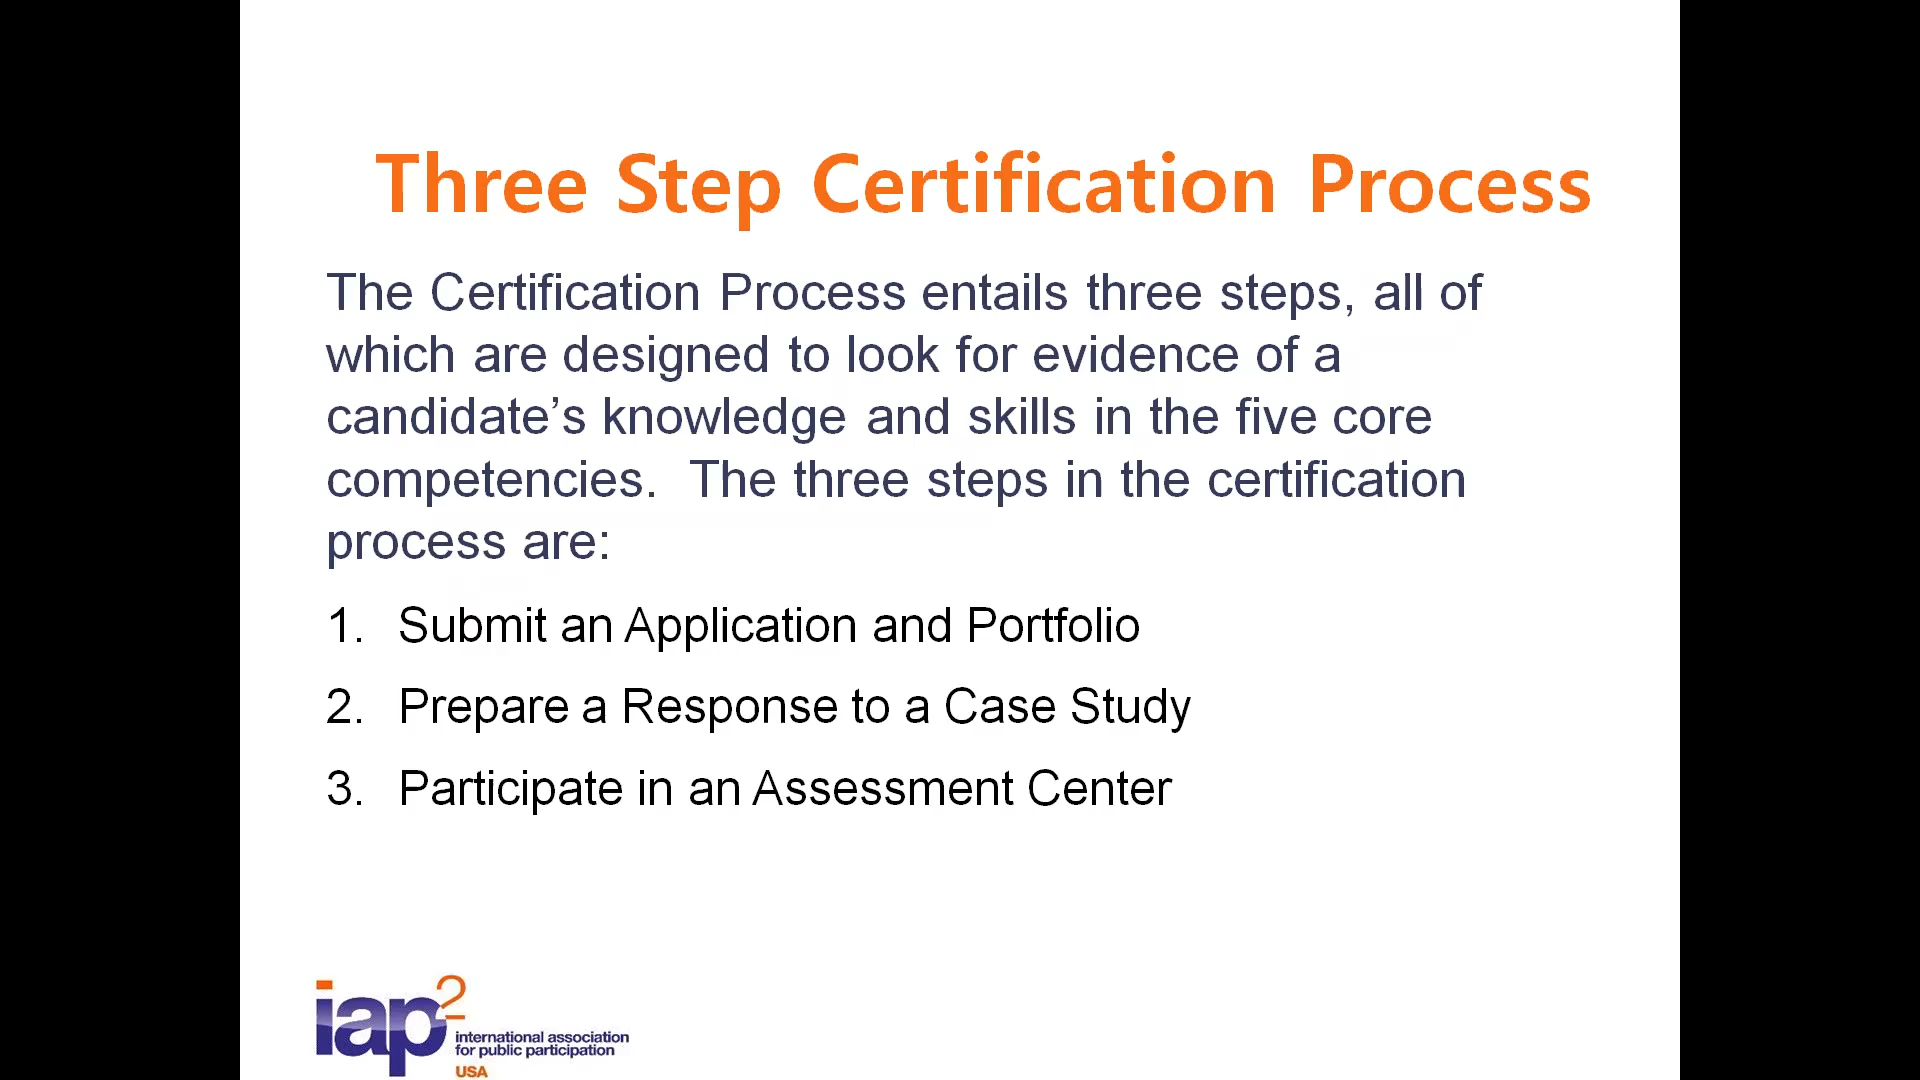 Three Step Certification Process
The Certification Process entails three steps, all of
which are designed to look for evidence of a
candidate’s knowledge and skills in the five core
competencies.  The three steps in the certification
process are:
1. Submit an Application and Portfolio
2. Prepare a Response to a Case Study
3. Participate in an Assessment Center
iap2
international association
for public participation
USA